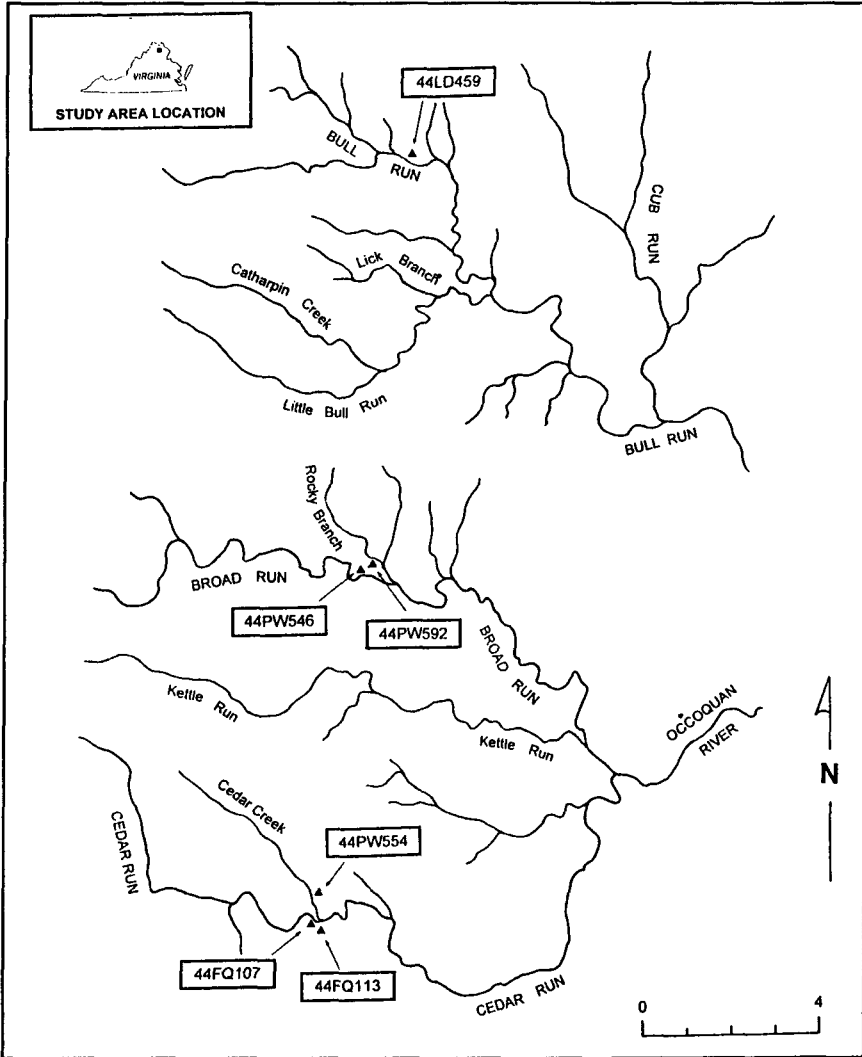 VIRGINIA
STUDY AREA LOCATION
44LD459
BULL
RUN
CUB
RUN
Lick Branch
Catharpin
Creek
Little Bull Run
BULL RUN
Rocky
Branch
BROAD RUN
44PW546
44PW592
BROAD
RUN
Kettle Run
OCCOQUAN
RIVER
Kettle Run
N
Cedar Creek
CEDAR RUN
44PW554
44FQ107
44FQ113
CEDAR RUN
0 4